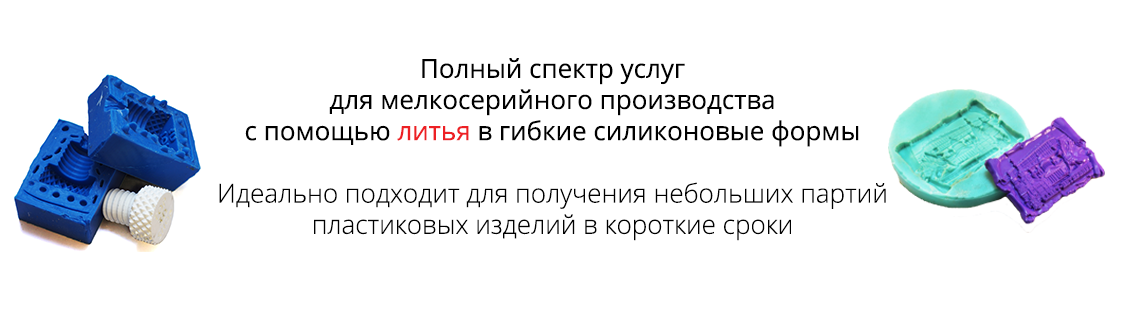 Полный спектр услуг
для мелкосерийного производства
с помощью литья в гибкие силиконовые формы
Идеально подходит для получения небольших партий
пластиковых изделий в короткие сроки